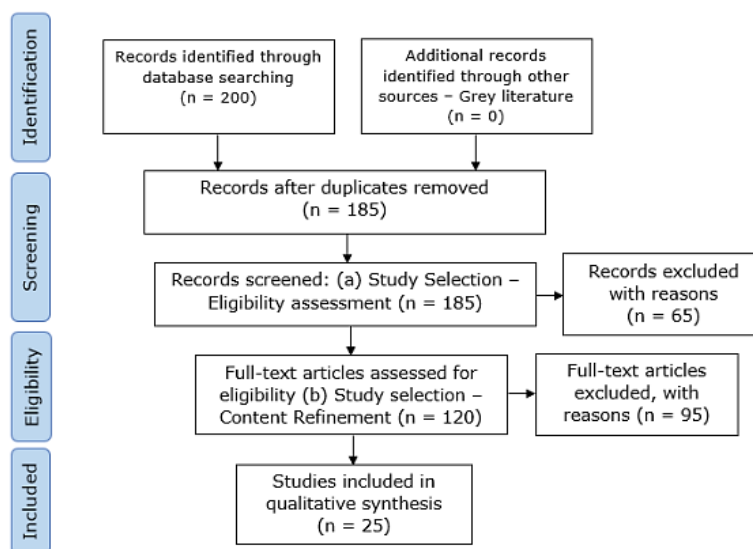 Identification
Records identified through
database searching
(n = 200)
Additional records
identified through other
sources – Grey literature
(n = 0)
Screening
Records after duplicates removed
(n = 185)
Records screened: (a) Study Selection –
Eligibility assessment (n = 185)
Records excluded
with reasons
(n = 65)
Eligibility
Full-text articles assessed for
eligibility (b) Study selection –
Content Refinement (n = 120)
Full-text articles
excluded, with
reasons (n = 95)
Included
Studies included in
qualitative synthesis
(n = 25)